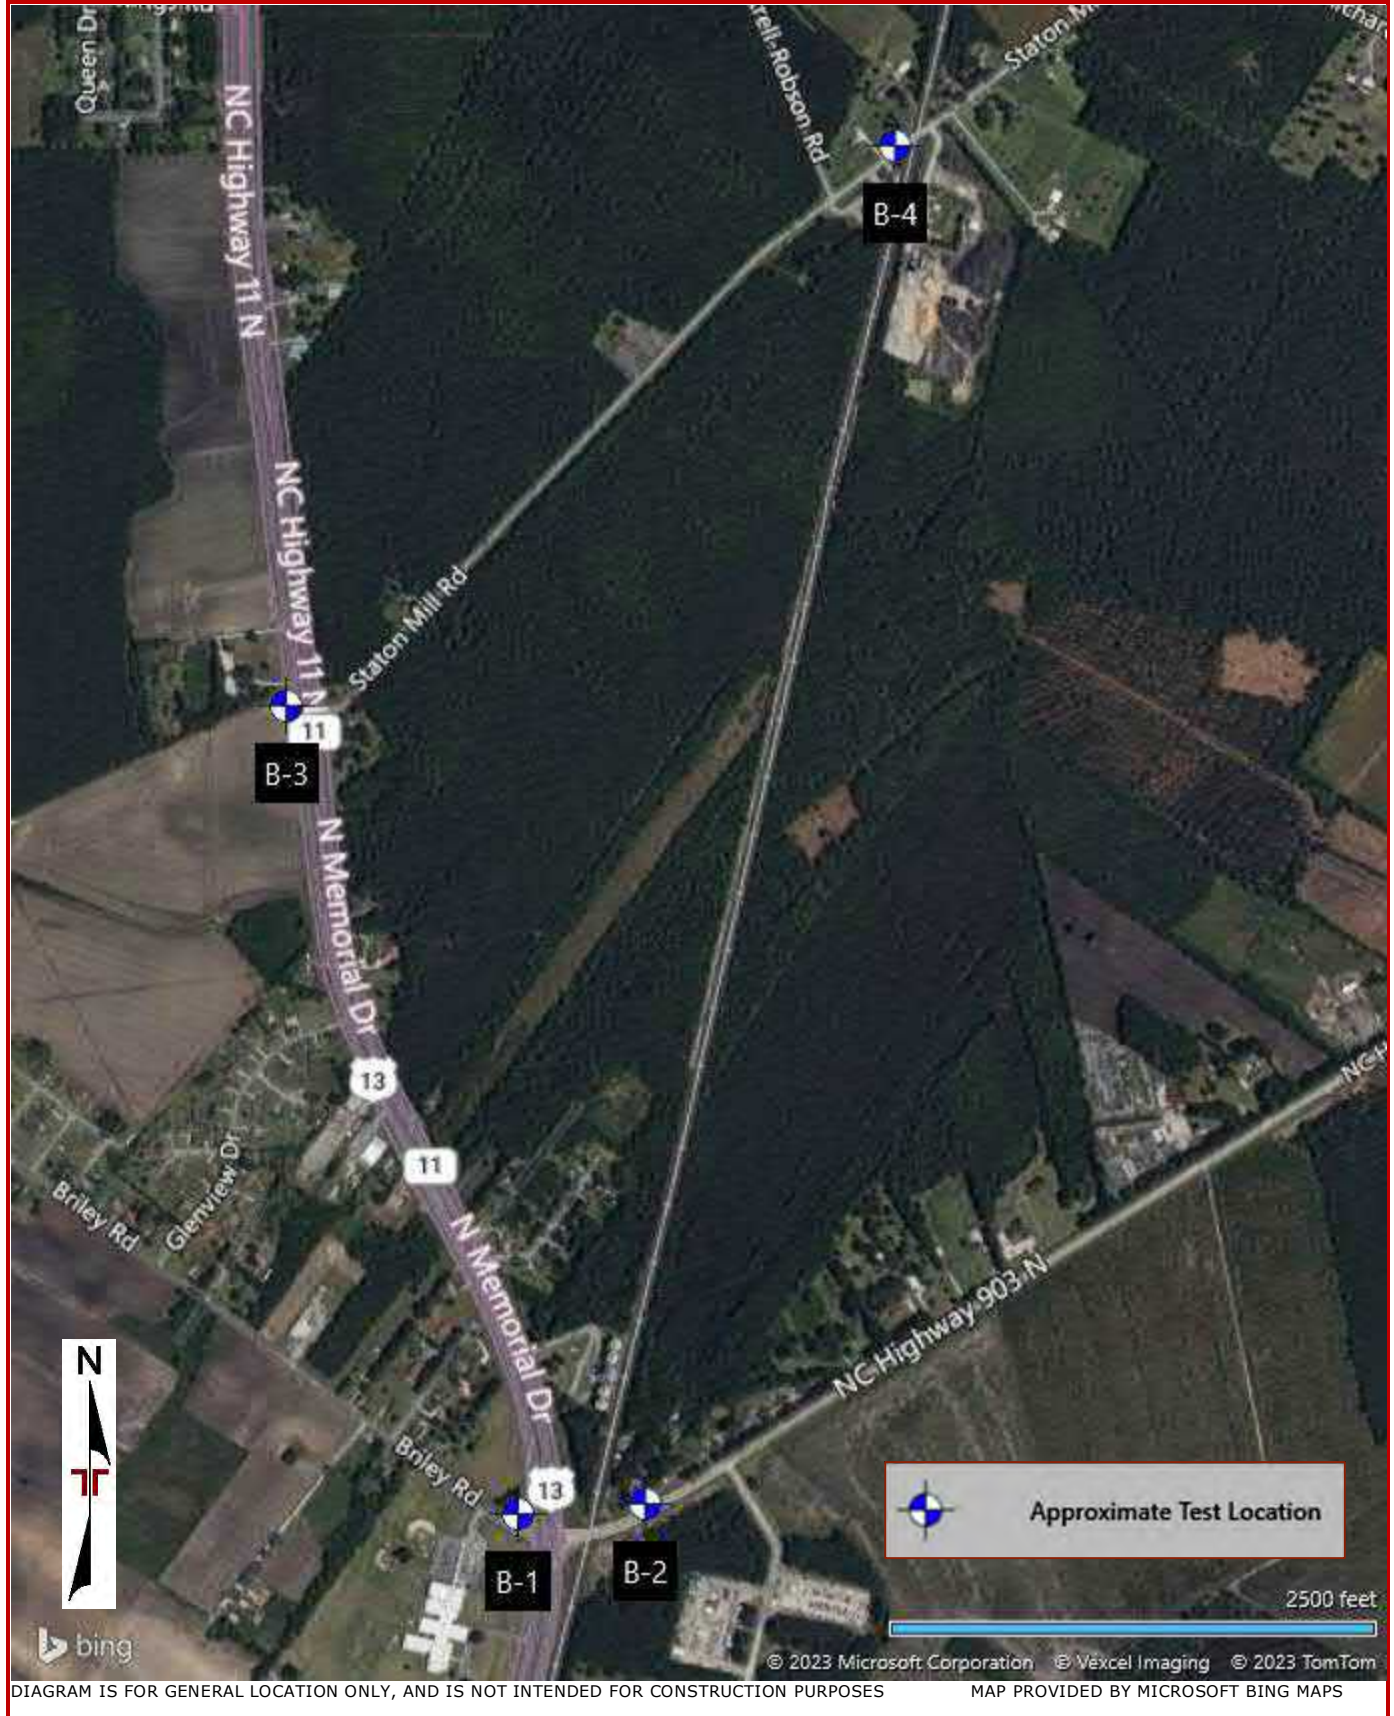 Queen Dr
NC Highway 11 N
Staton
B-4
NC Highway 11 N
Staton Mill Rd
11
B-3
N Memorial Dr
13
11
NC-H
Glenview Dr
Briley Rd
N Memorial Dr
NC-Highway-903-N
N
Briley Rd
13
B-1
B-2
Approximate Test Location
2500 feet
bing
© 2023 Microsoft Corporation © Vexcel Imaging © 2023 TomTom
DIAGRAM IS FOR GENERAL LOCATION ONLY, AND IS NOT INTENDED FOR CONSTRUCTION PURPOSES MAP PROVIDED BY MICROSOFT BING MAPS